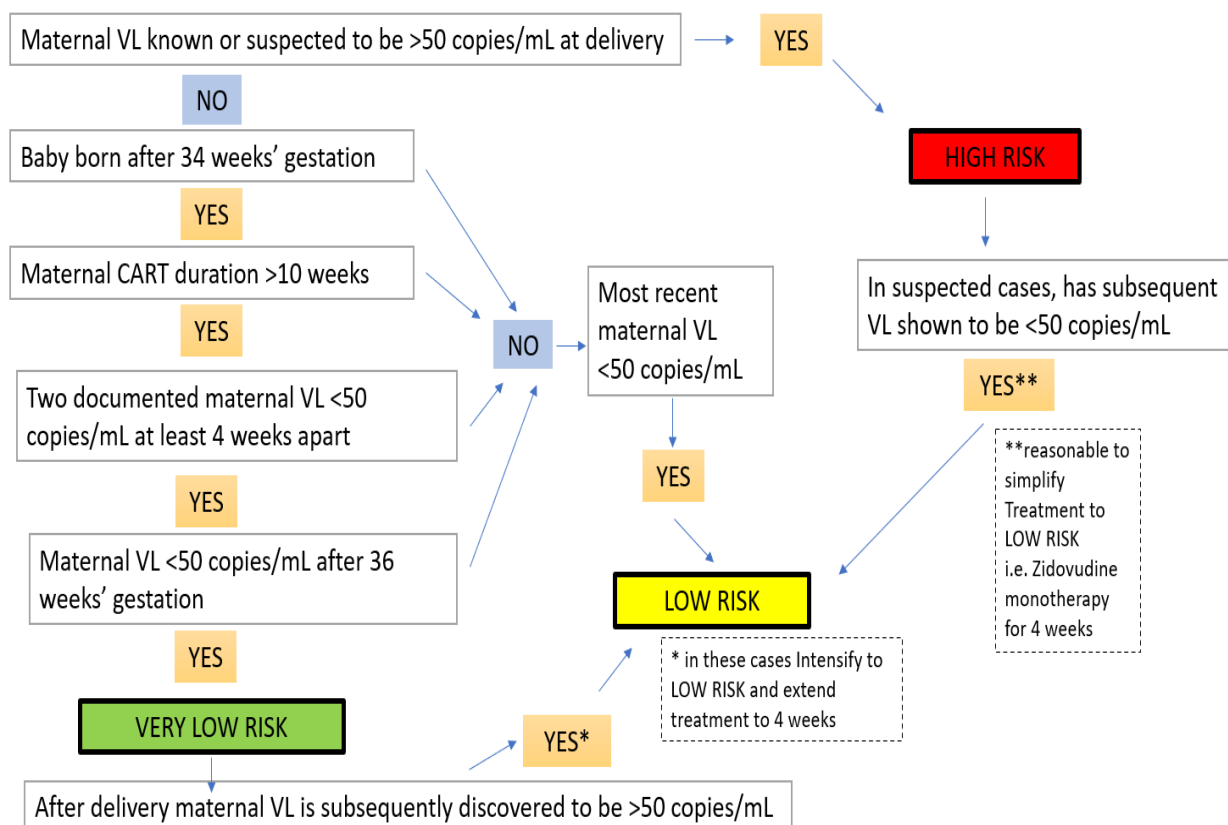 Maternal VL known or suspected to be >50 copies/mL at delivery
YES
NO
Baby born after 34 weeks’ gestation
HIGH RISK
YES
Maternal CART duration >10 weeks
Most recent
maternal VL
<50 copies/mL
In suspected cases, has subsequent
VL shown to be <50 copies/mL
YES
NO
Two documented maternal VL <50
copies/mL at least 4 weeks apart
YES**
YES
**reasonable to
simplify
Treatment to
LOW RISK
i.e. Zidovudine
monotherapy
for 4 weeks
YES
Maternal VL <50 copies/mL after 36
weeks’ gestation
LOW RISK
YES
* in these cases Intensify to
LOW RISK and extend
treatment to 4 weeks
VERY LOW RISK
YES*
After delivery maternal VL is subsequently discovered to be >50 copies/mL